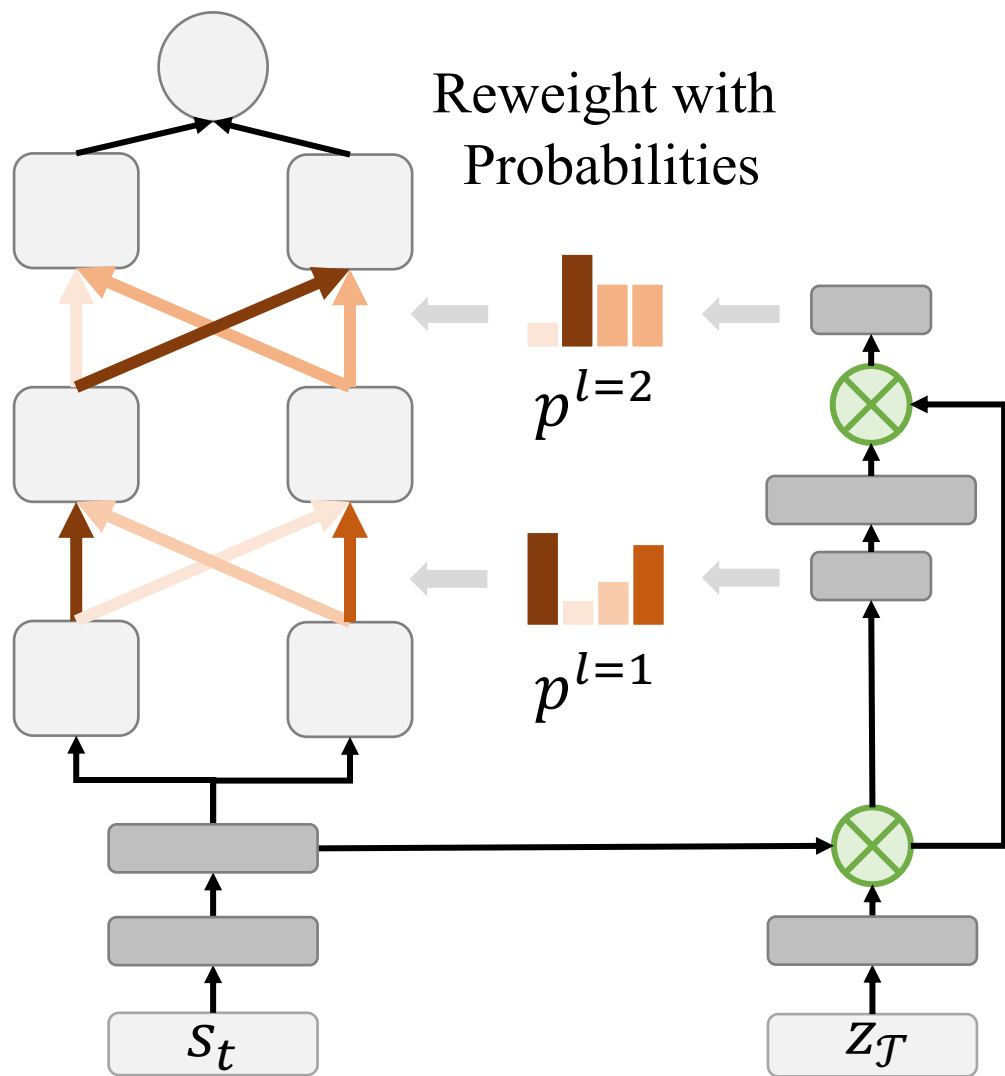 Reweight with
Probabilities
p^{l=2}
p^{l=1}
s_t
z_𝒯